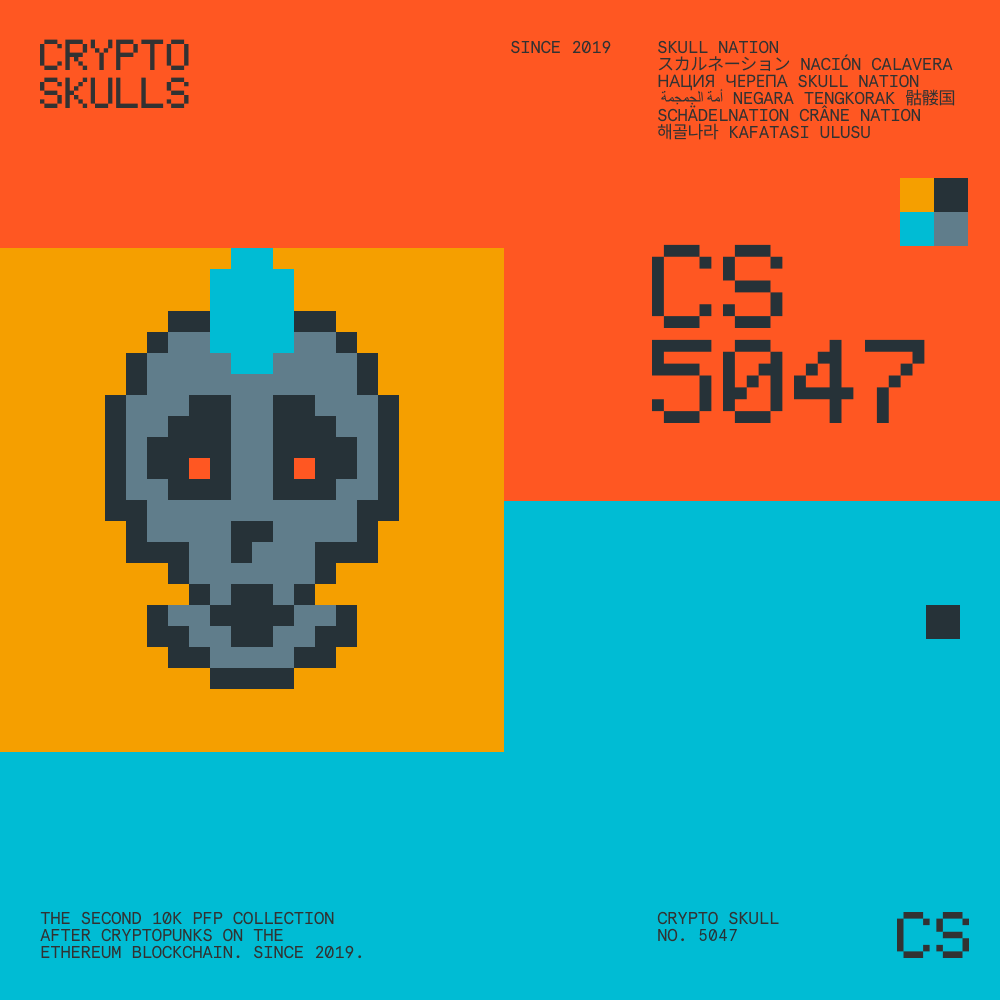 CRYPTO
SKULLS
SINCE 2019
SKULL NATION
スカルネーション NACIÓN CALAVERA
НАЦИЯ ЧЕРЕПА SKULL NATION
أمة الجمجمة NEGARA TENGKORAK 骷髅国
SCHÄDELNATION CRÂNE NATION
해골나라 KAFATASI ULUSU
CS
5047
THE SECOND 10K PFP COLLECTION
AFTER CRYPTOPUNKS ON THE
ETHEREUM BLOCKCHAIN. SINCE 2019.
CRYPTO SKULL
NO. 5047
CS